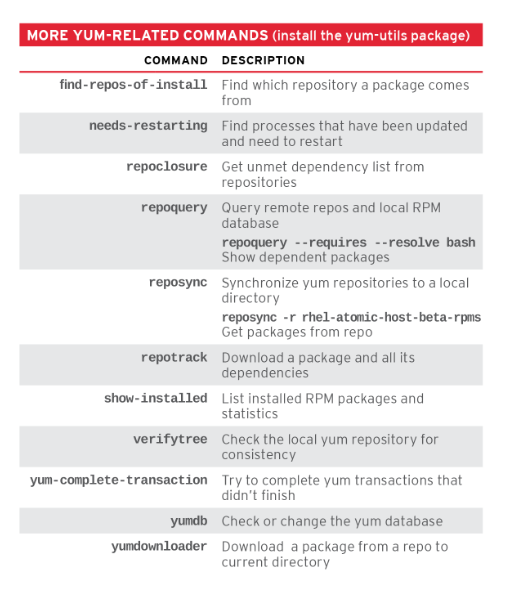 MORE YUM-RELATED COMMANDS (install the yum-utils package)
COMMAND DESCRIPTION
find-repos-of-install Find which repository a package comes
from
needs-restarting Find processes that have been updated
and need to restart
repoclosure Get unmet dependency list from
repositories
repoquery Query remote repos and local RPM
database
repoquery --requires --resolve bash
Show dependent packages
reposync Synchronize yum repositories to a local
directory
reposync -r rhel-atomic-host-beta-rpms
Get packages from repo
repotrack Download a package and all its
dependencies
show-installed List installed RPM packages and
statistics
verifytree Check the local yum repository for
consistency
yum-complete-transaction Try to complete yum transactions that
didn't finish
yumdb Check or change the yum database
yumdownloader Download a package from a repo to
current directory